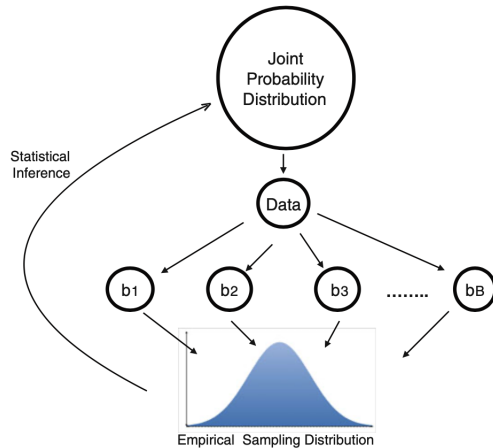 Joint
Probability
Distribution
Statistical
Inference
Data
b1 b2 b3 ........ bB
Empirical Sampling Distribution